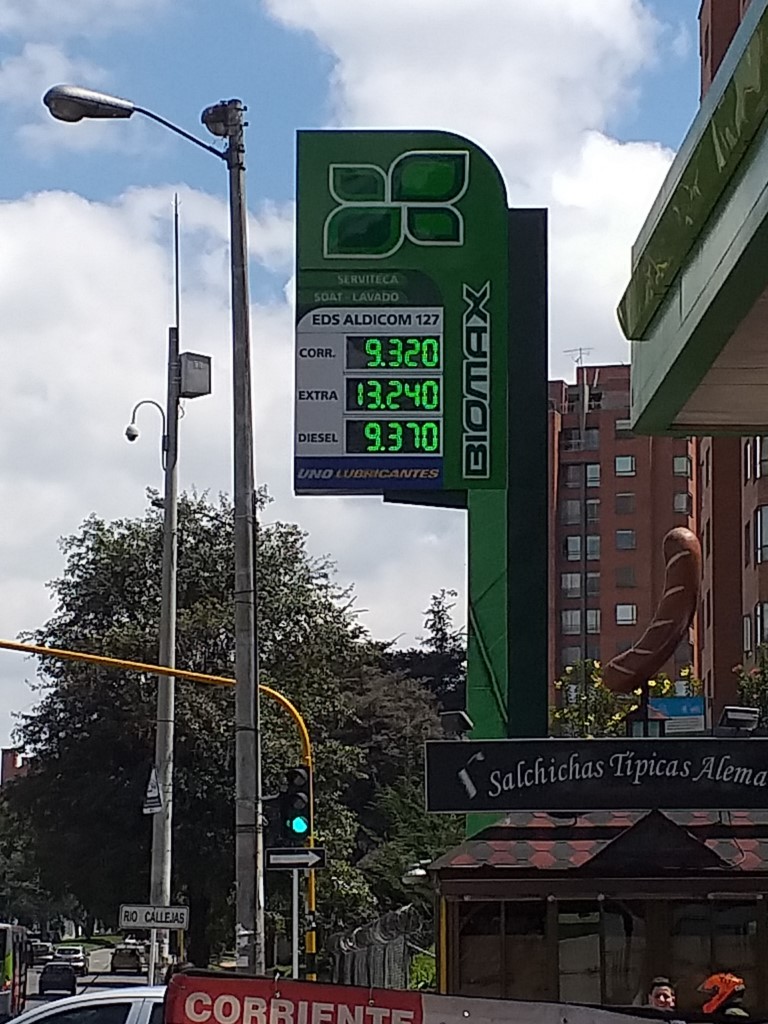 SERVITECA
SOAT - LAVADO
EDS ALDICOM 127
CORR. 9.320
EXTRA 13.240
DIESEL 9.370
UNO LUBRICANTES
BIOMAX
Salchichas Típicas Alema
RIO CALLEJAS
CORRIENTE